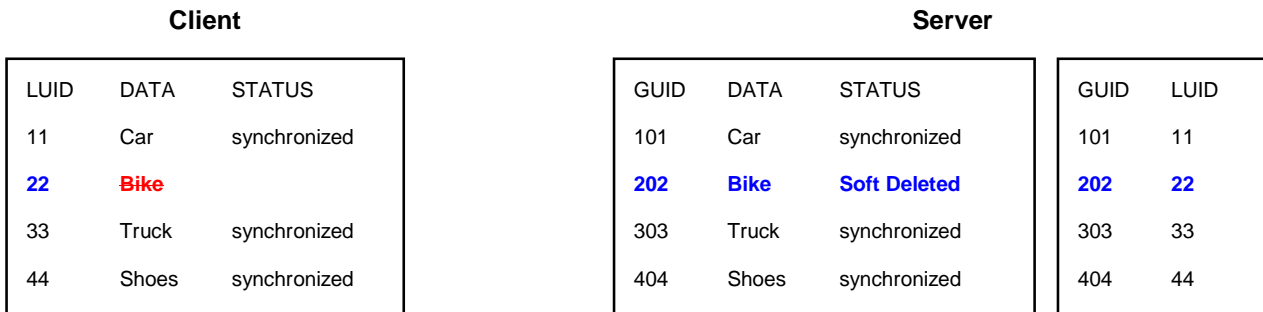 Client Server
LUID DATA STATUS GUID DATA STATUS GUID LUID
11 Car synchronized 101 Car synchronized 101 11
22 Bike 202 Bike Soft Deleted 202 22
33 Truck synchronized 303 Truck synchronized 303 33
44 Shoes synchronized 404 Shoes synchronized 404 44